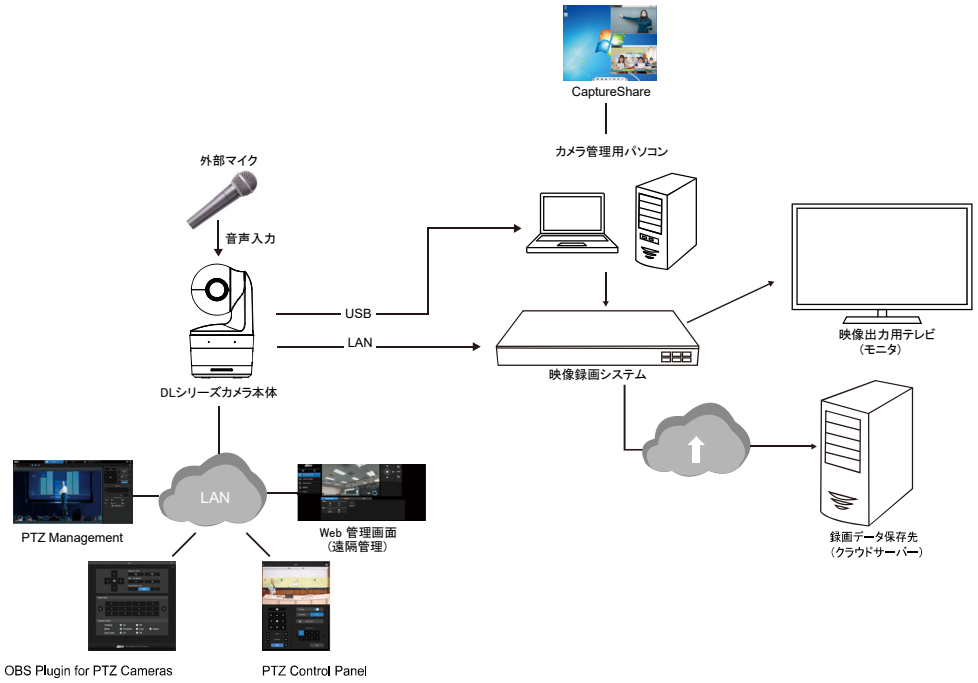 CaptureShare
カメラ管理用パソコン
外部マイク
音声入力
USB
LAN
映像出力用テレビ
(モニタ)
映像録画システム
DLシリーズカメラ本体
LAN
PTZ Management
Web 管理画面
(遠隔管理)
録画データ保存先
(クラウドサーバー)
OBS Plugin for PTZ Cameras
PTZ Control Panel